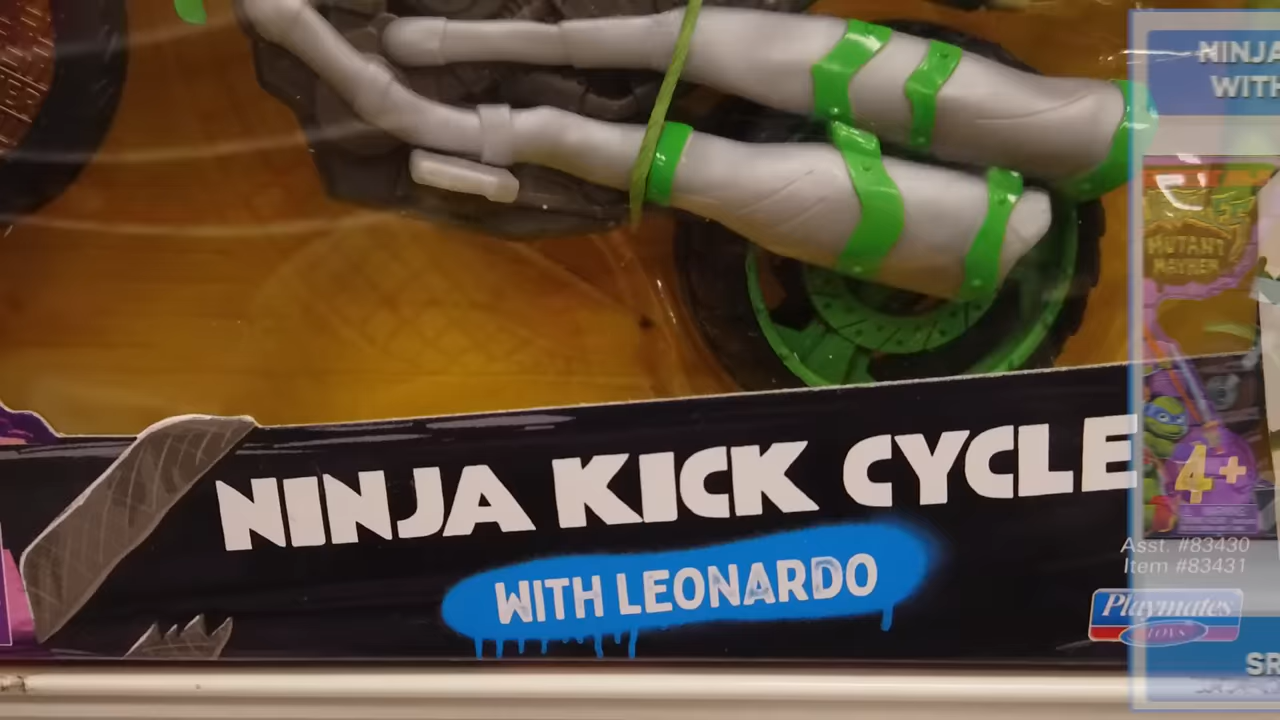 NINJA
WITH
MUTANT
MAYHEM
4+
NINJA KICK CYCLE
WITH LEONARDO
Asst. #83430
Item #83431
Playmates
TOYS